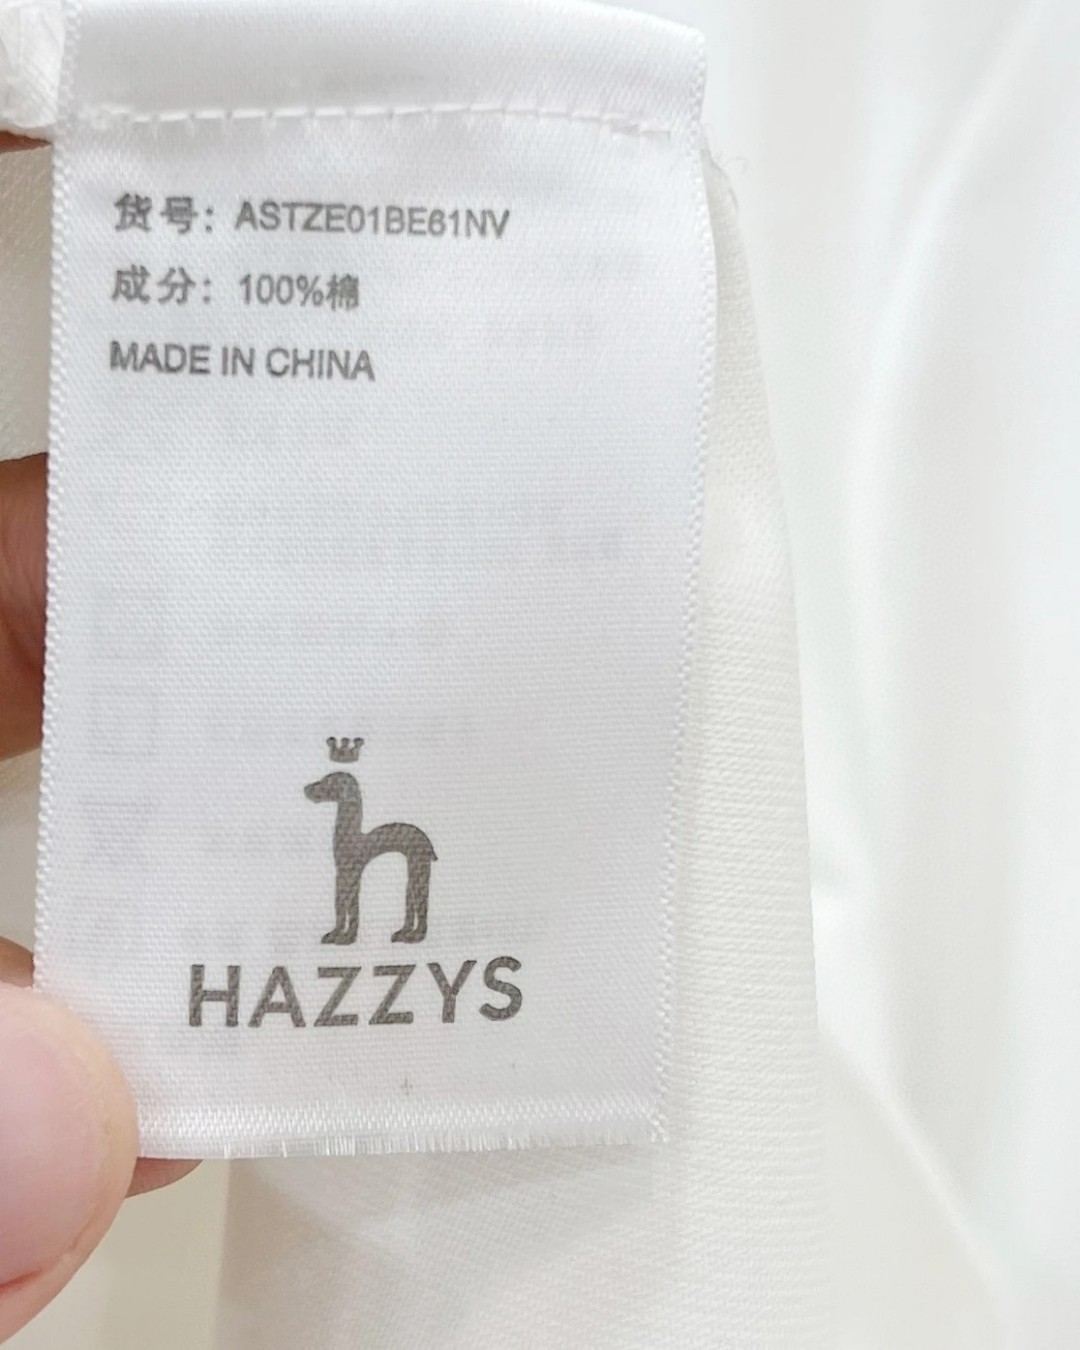 货号：ASTZE01BE61NV
成分：100%棉
MADE IN CHINA
HAZZYS